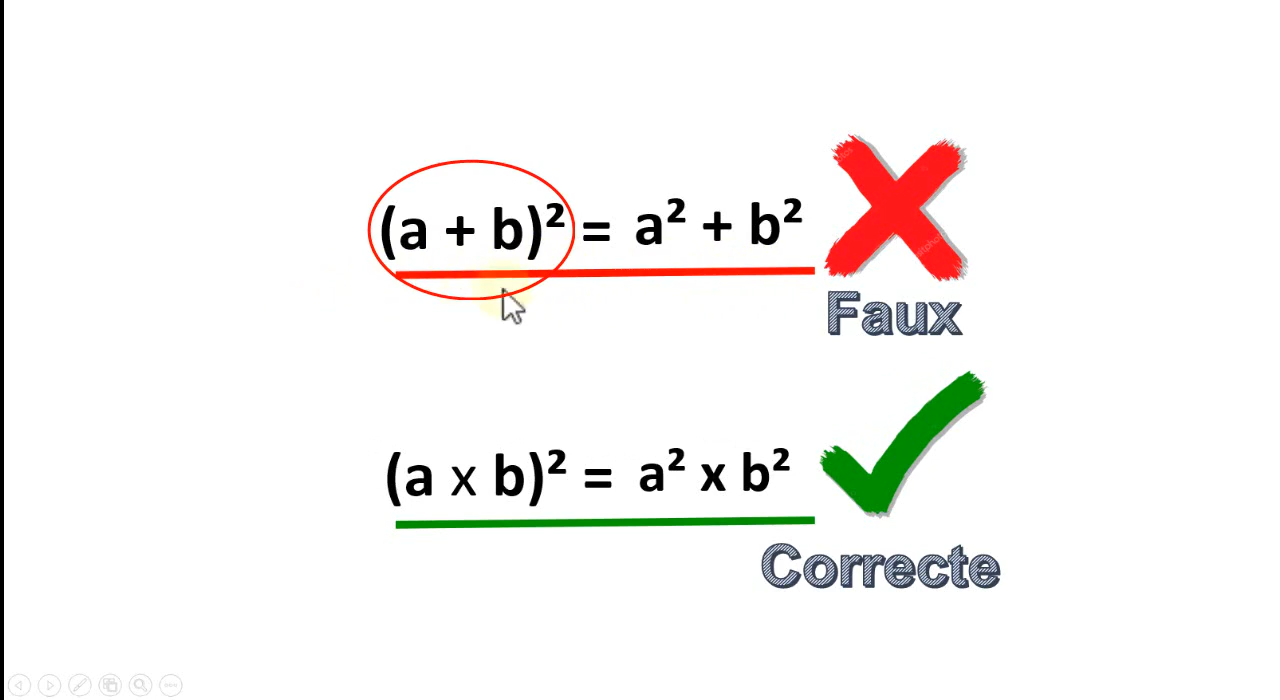 (a + b)² = a² + b²
Faux
(a x b)² = a² x b²
Correcte